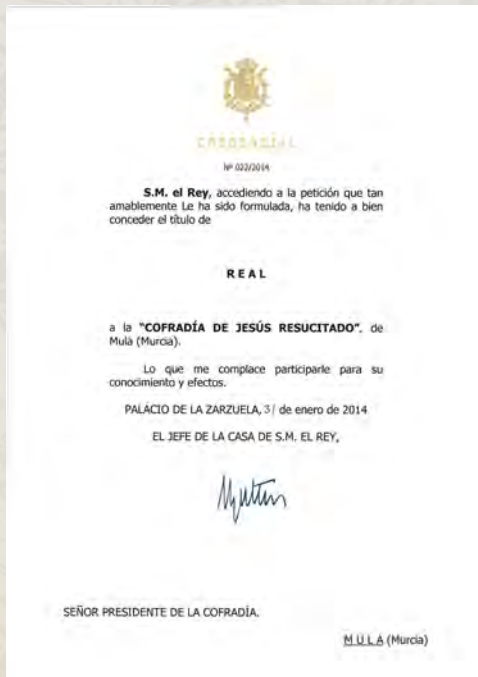 Nº 022/2014
S.M. el Rey, accediendo a la petición que tan
amablemente Le ha sido formulada, ha tenido a bien
conceder el título de
REAL
a la "COFRADÍA DE JESÚS RESUCITADO", de
Mula (Murcia).
Lo que me complace participarle para su
conocimiento y efectos.
PALACIO DE LA ZARZUELA, 31 de enero de 2014
EL JEFE DE LA CASA DE S.M. EL REY,
SEÑOR PRESIDENTE DE LA COFRADÍA.
MULA (Murcia)